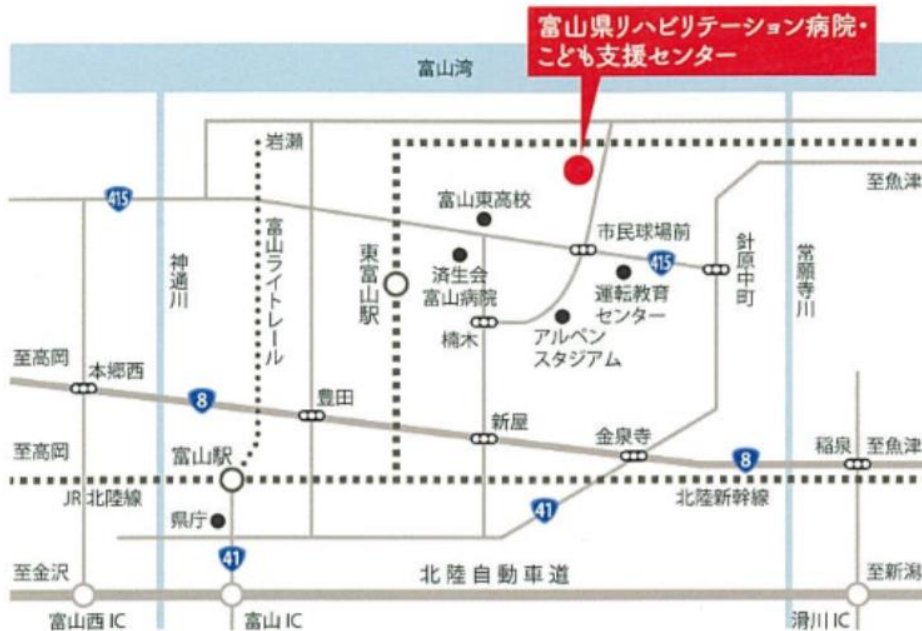 富山県リハビリテーション病院・
こども支援センター
富山湾
岩瀬
至魚津
415
富山東高校
市民球場前
神通川
富山ライトレール
東富山駅
済生会
富山病院
415
針原中町
常願寺川
運転教育
センター
楠木
アルペン
スタジアム
至高岡
本郷西
8
豊田
新屋
金泉寺
稲泉
至魚津
8
至高岡
富山駅
JR北陸線
北陸新幹線
県庁
41
41
至金沢
北陸自動車道
至新潟
富山西IC
富山IC
滑川IC